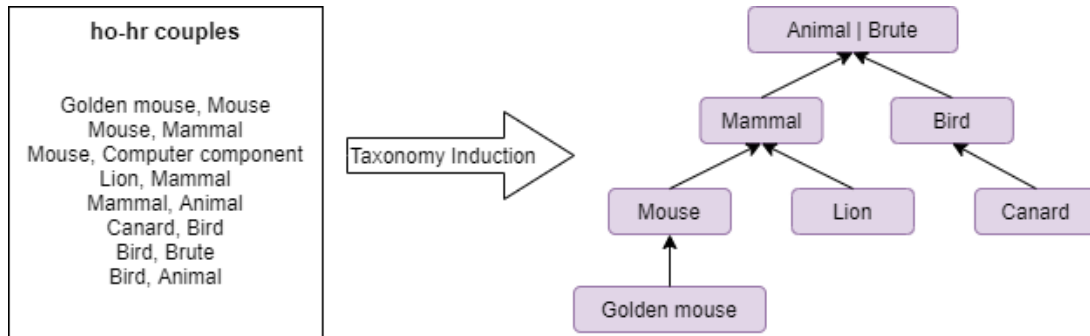 ho-hr couples
Golden mouse, Mouse
Mouse, Mammal
Mouse, Computer component
Lion, Mammal
Mammal, Animal
Canard, Bird
Bird, Brute
Bird, Animal
Taxonomy Induction
Animal | Brute
Mammal
Bird
Mouse
Lion
Canard
Golden mouse